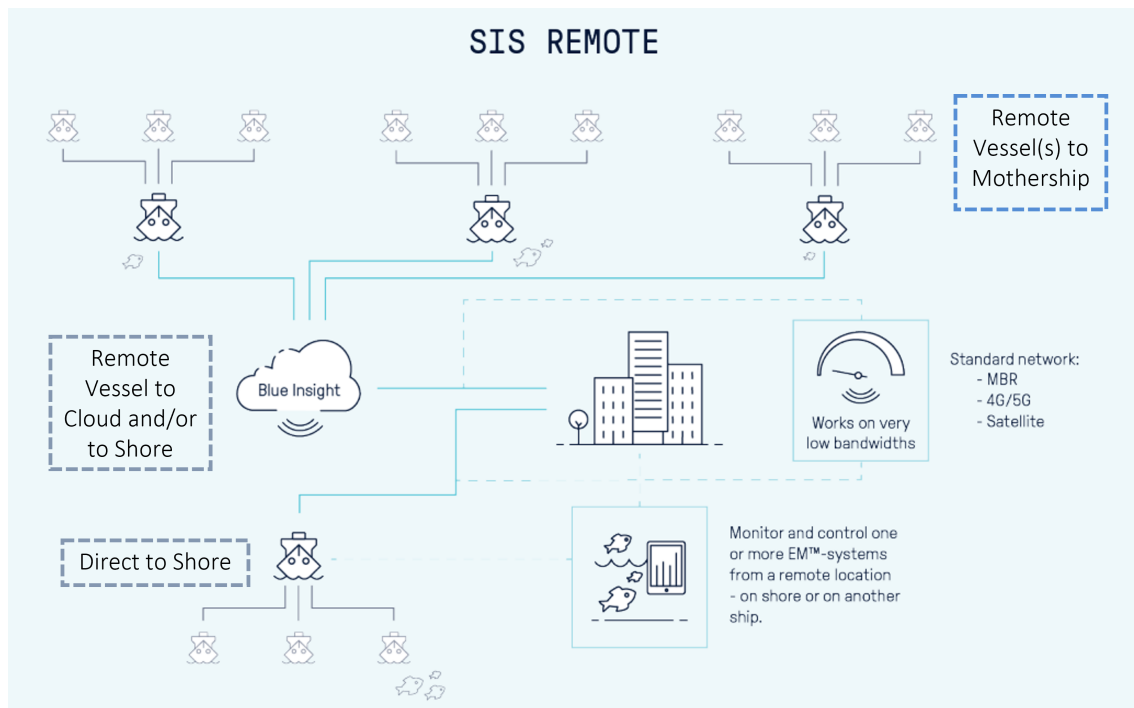 SIS REMOTE
Remote
Vessel(s) to
Mothership
Remote
Vessel to
Cloud and/or
to Shore
Blue Insight
Works on very
low bandwidths
Standard network:
- MBR
- 4G/5G
- Satellite
Direct to Shore
Monitor and control one
or more EM™-systems
from a remote location
- on shore or on another
ship.